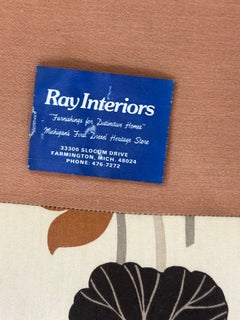 Ray Interiors
"Furnishings for Distinctive Homes"
Michigan's First Drexel Heritage Store
33300 SLOCUM DRIVE
FARMINGTON, MICH. 48024
PHONE: 476-7272